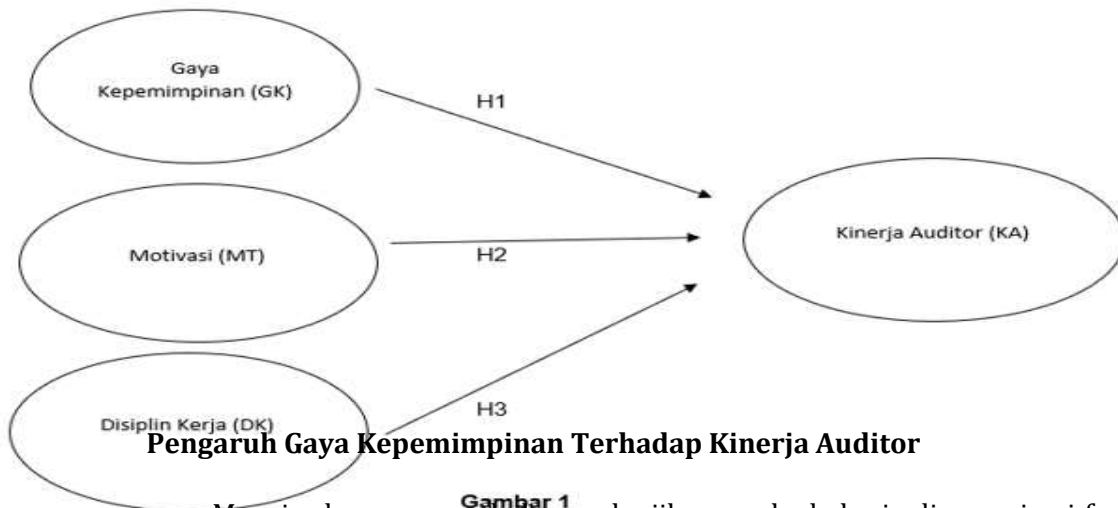 Gaya
Kepemimpinan (GK)
H1
Kinerja Auditor (KA)
Motivasi (MT)
H2
H3
Disiplin Kerja (DK)
Pengaruh Gaya Kepemimpinan Terhadap Kinerja Auditor
Gambar 1